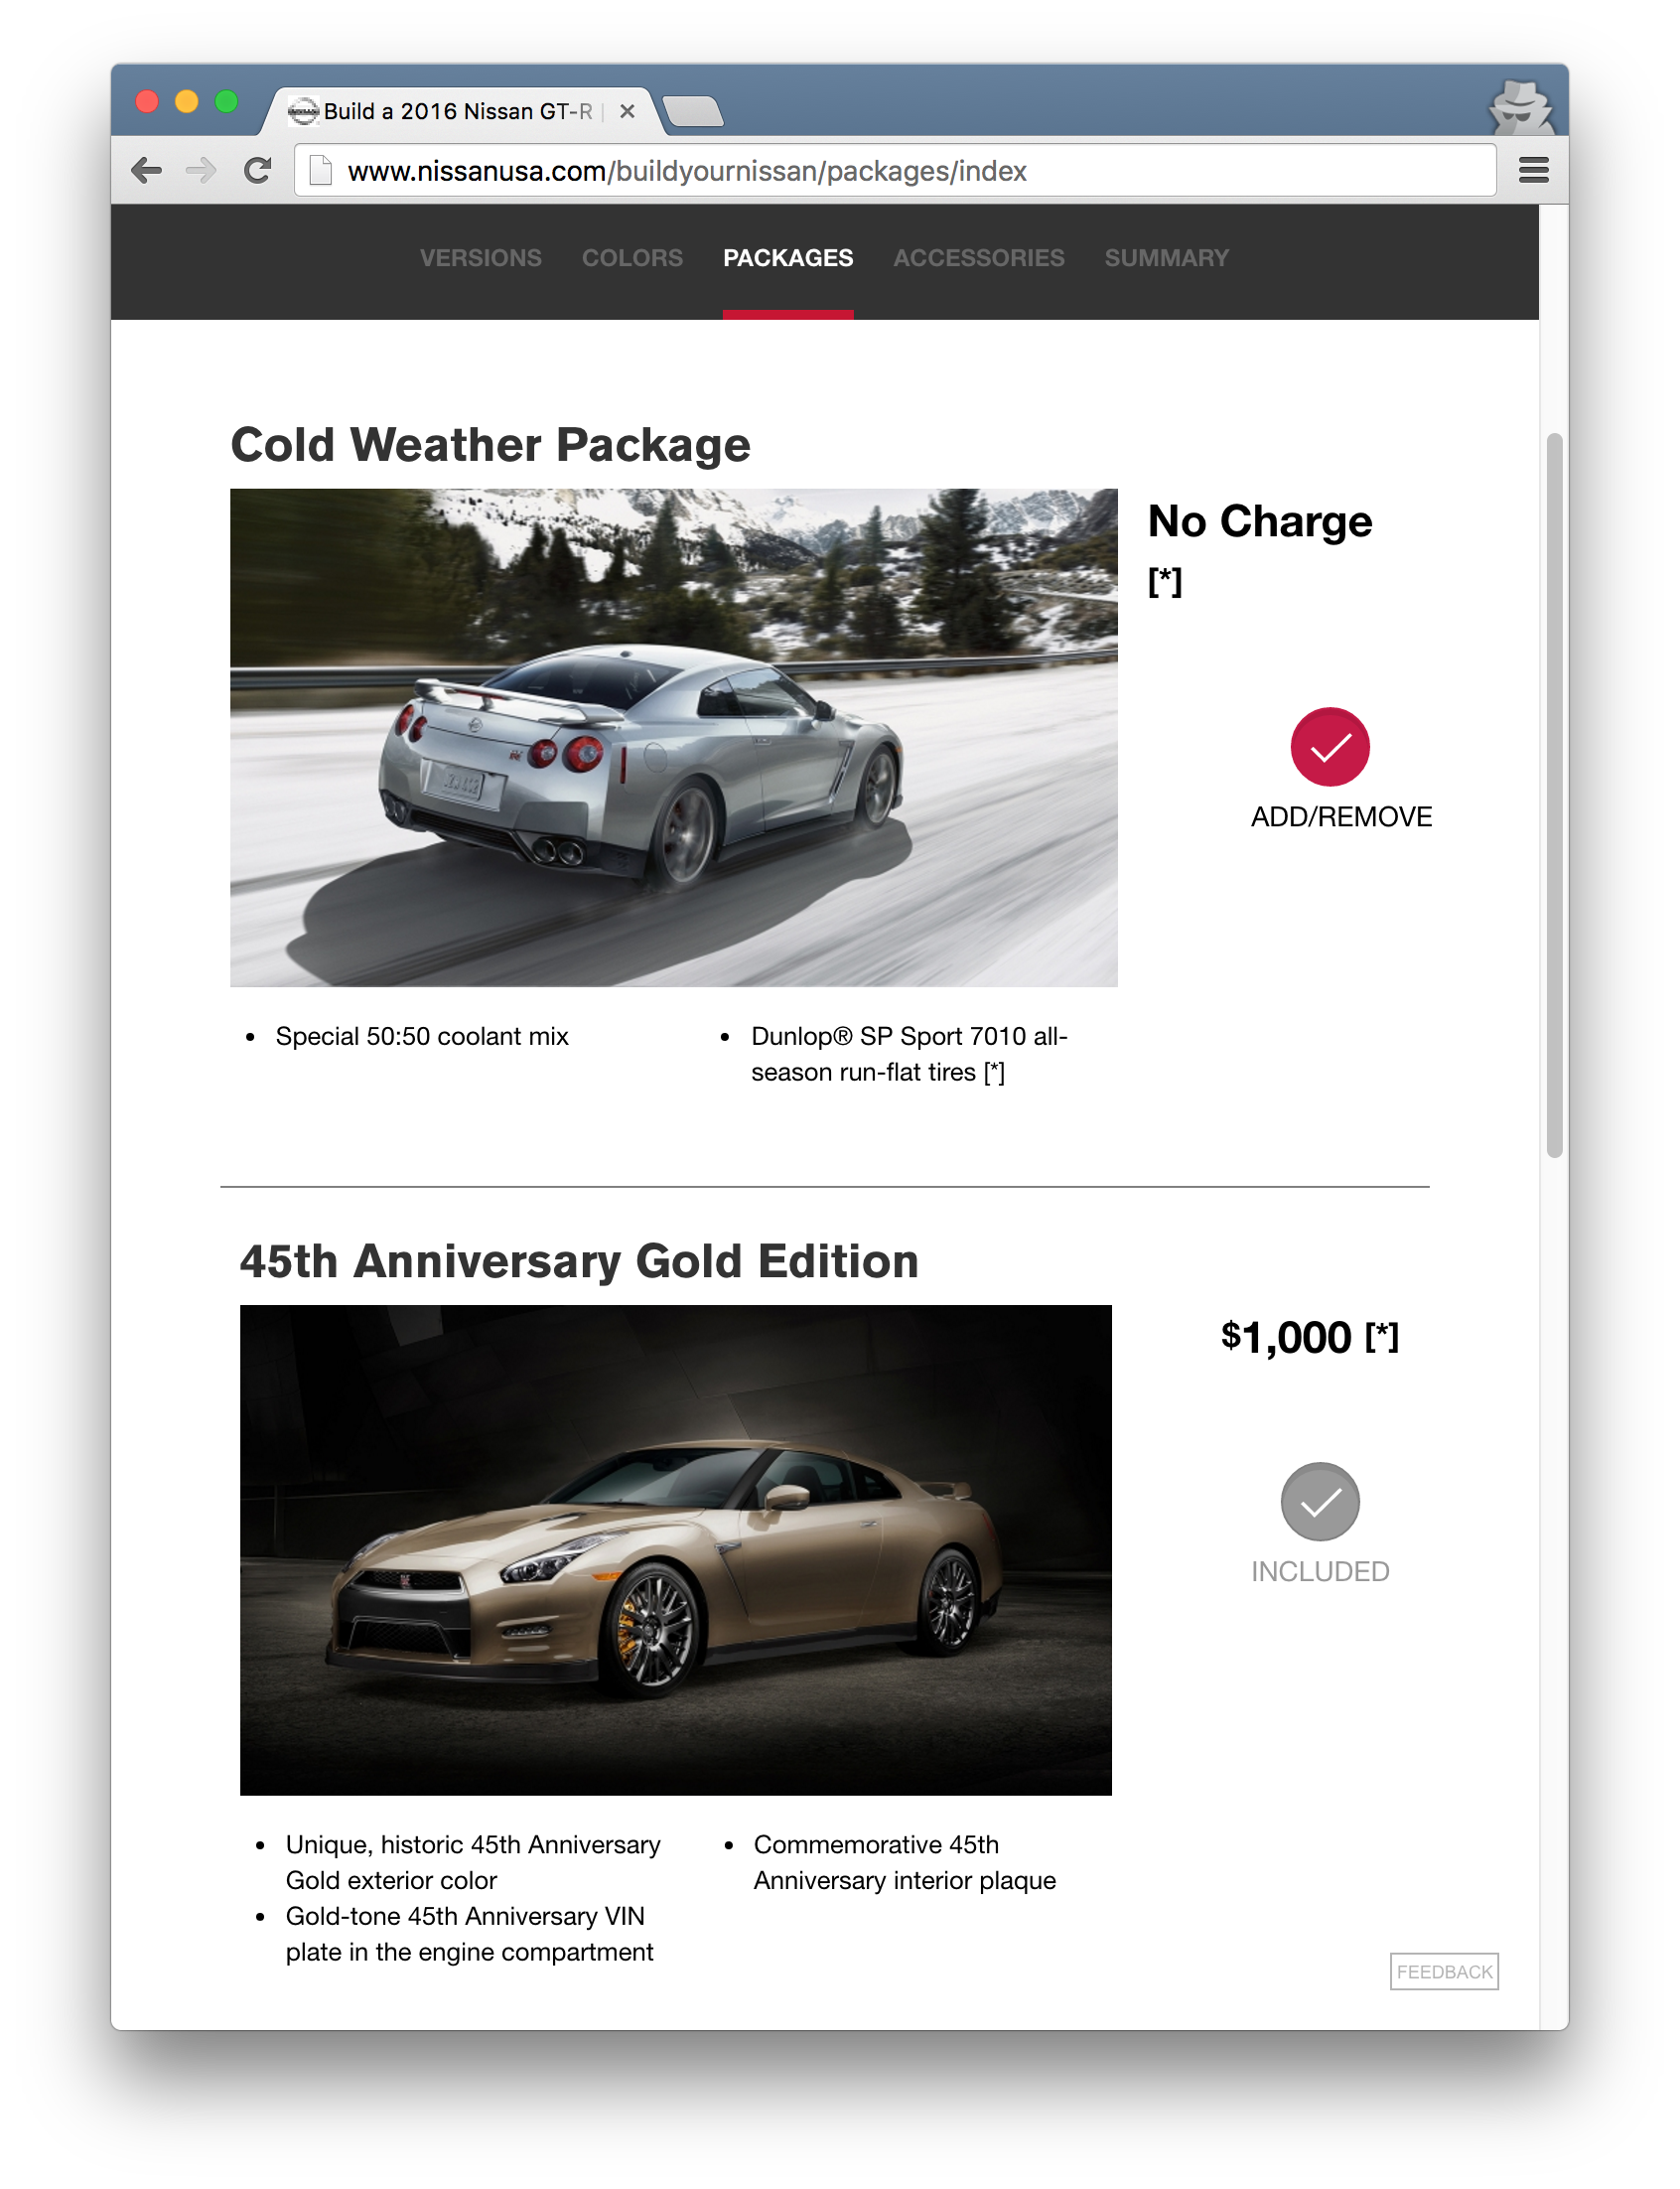 Build a 2016 Nissan GT-R |
www.nissanusa.com/buildyournissan/packages/index
VERSIONS COLORS PACKAGES ACCESSORIES SUMMARY
Cold Weather Package
No Charge
[*]
ADD/REMOVE
• Special 50:50 coolant mix
• Dunlop® SP Sport 7010 all-
season run-flat tires [*]
45th Anniversary Gold Edition
$1,000 [*]
INCLUDED
• Unique, historic 45th Anniversary
Gold exterior color
• Gold-tone 45th Anniversary VIN
plate in the engine compartment
• Commemorative 45th
Anniversary interior plaque
FEEDBACK